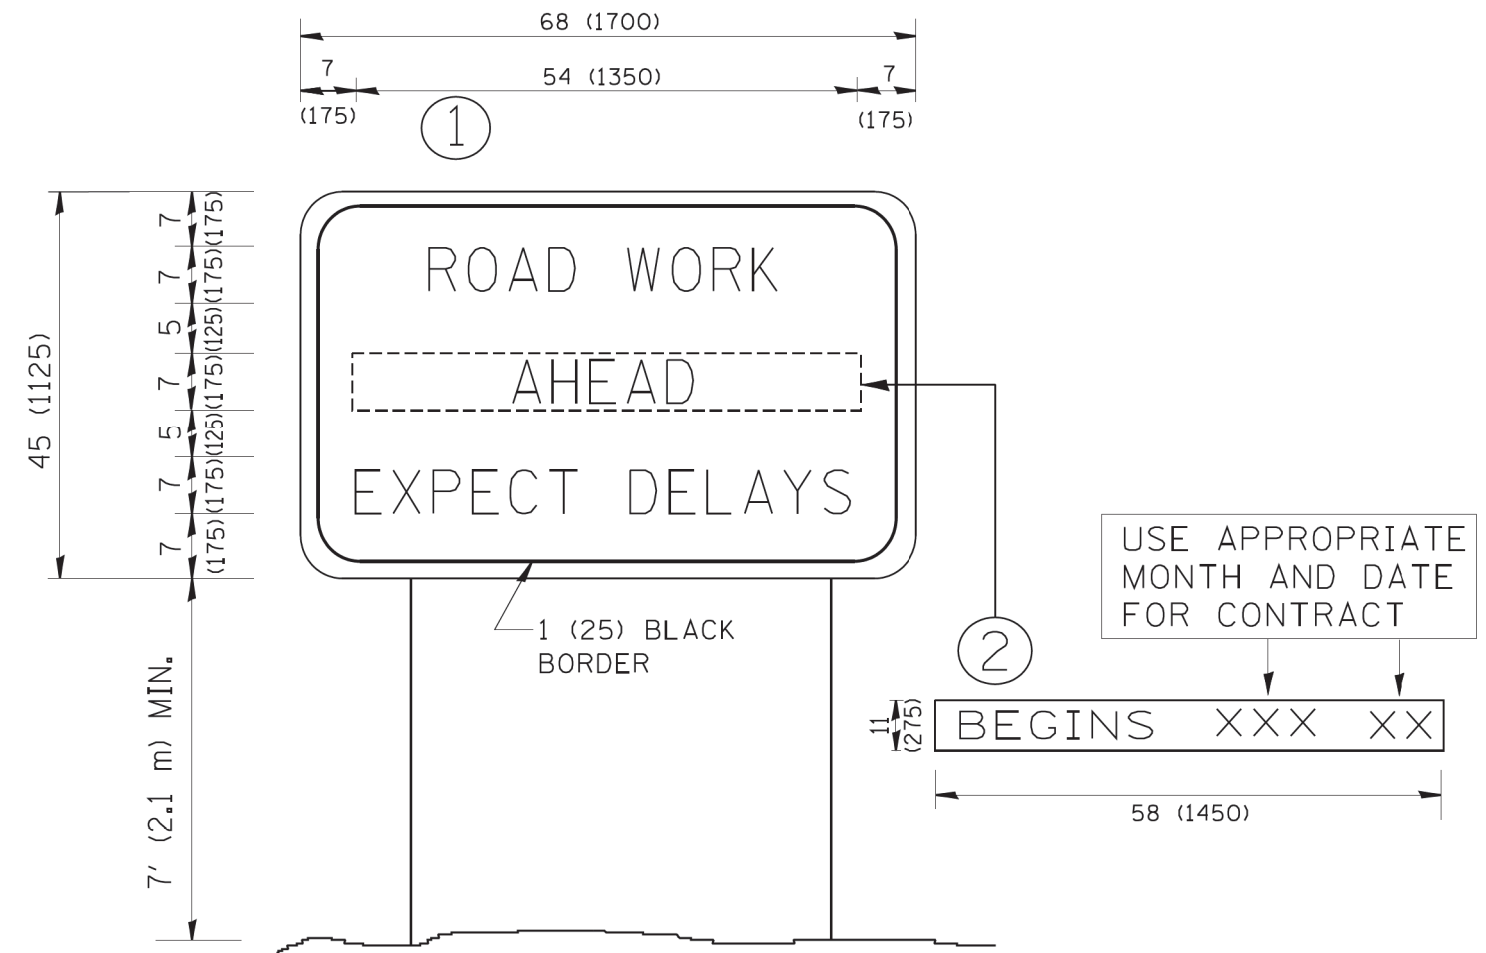 68 (1700)
7
54 (1350)
7
(175)
(175)
1
45 (1125)
7
(175)
7
(175)
5
(125)
7
(175)
5
(125)
7
(175)
7
(175)
ROAD WORK
AHEAD
EXPECT DELAYS
1 (25) BLACK
BORDER
7' (2.1 m) MIN.
2
USE APPROPRIATE
MONTH AND DATE
FOR CONTRACT
11
(275)
BEGINS XXX XX
58 (1450)